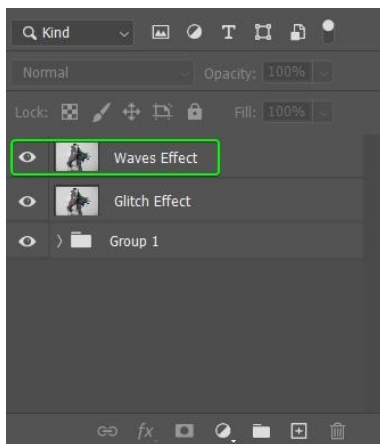 Kind
Normal Opacity: 100%
Lock: Fill: 100%
Waves Effect
Glitch Effect
Group 1
fx